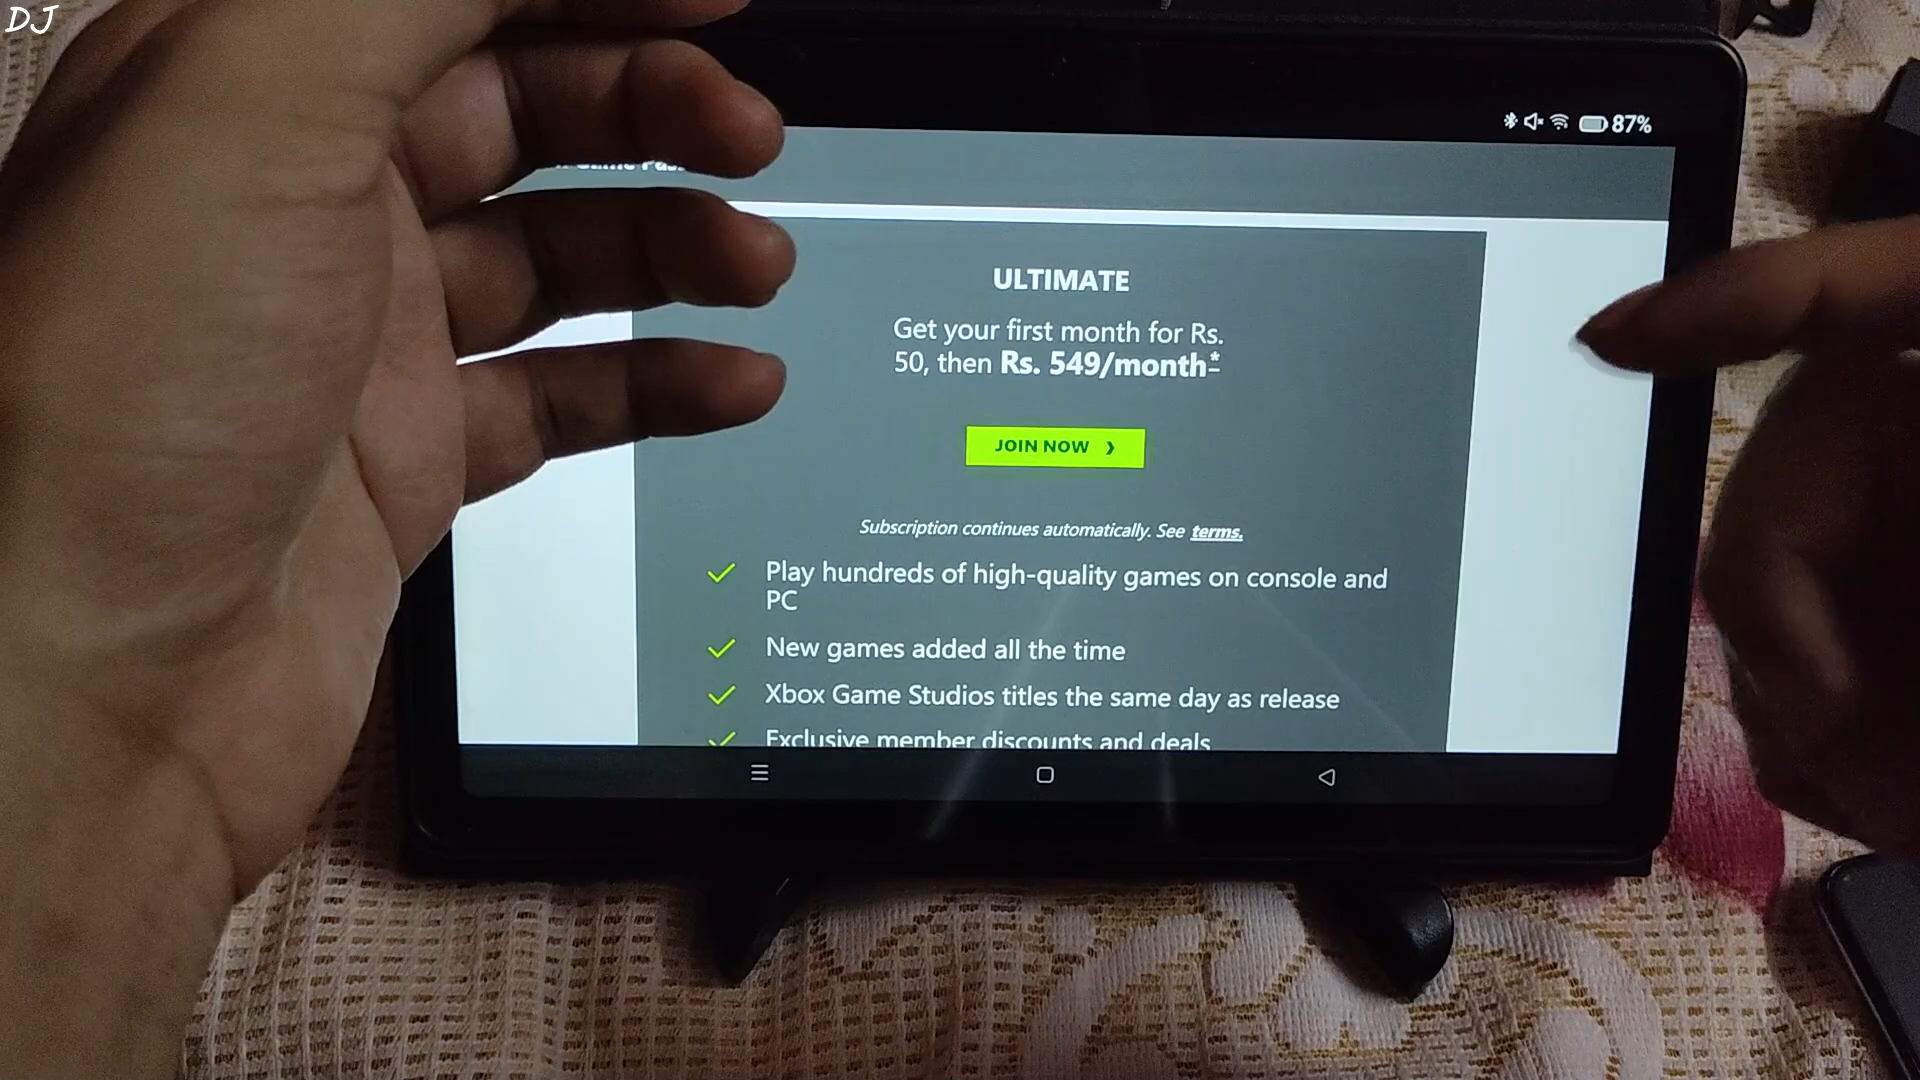 DJ
87%
ULTIMATE
Get your first month for Rs.
50, then Rs. 549/month*
JOIN NOW
Subscription continues automatically. See terms.
Play hundreds of high-quality games on console and
PC
New games added all the time
Xbox Game Studios titles the same day as release
Exclusive member discounts and deals